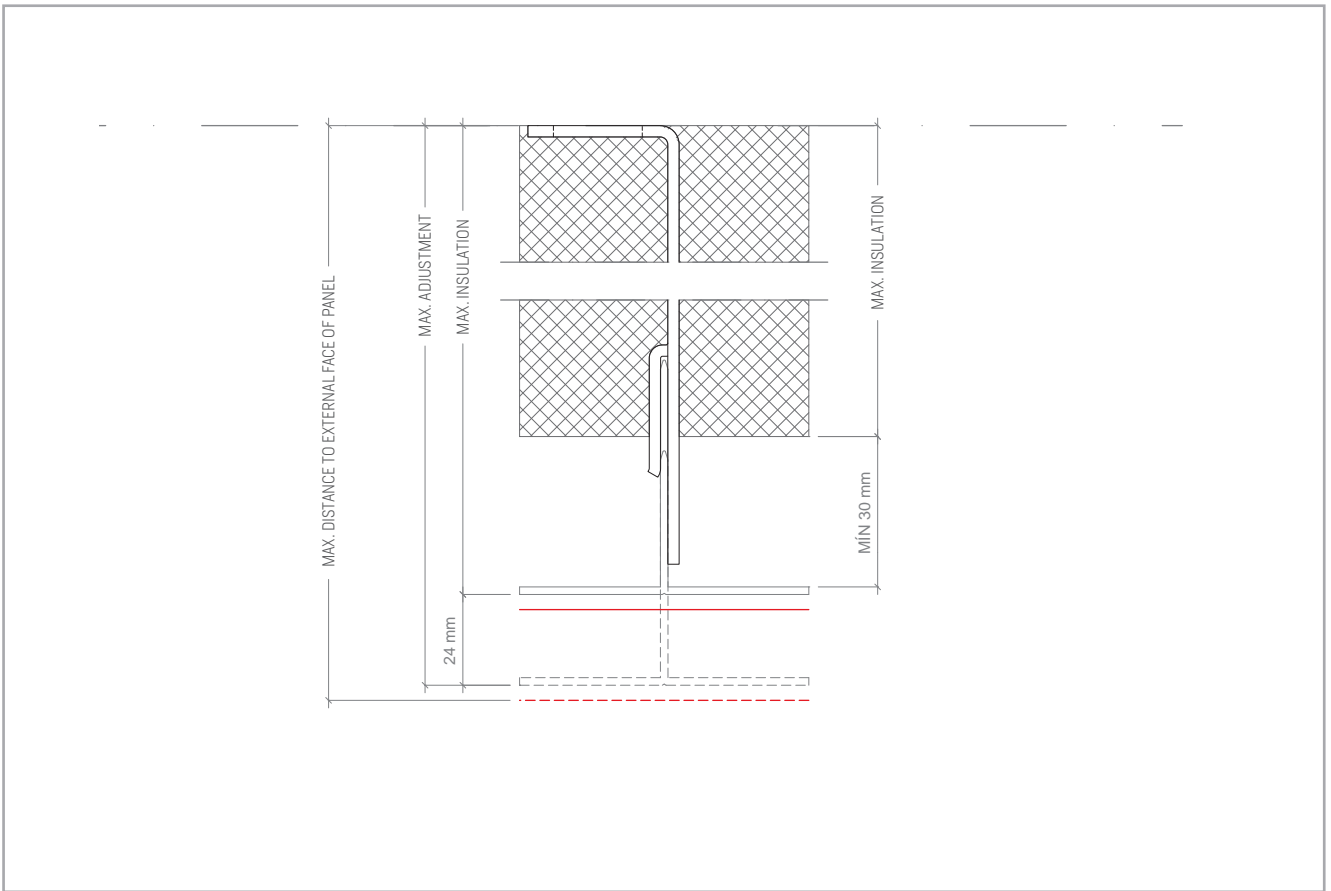 MAX. DISTANCE TO EXTERNAL FACE OF PANEL
MAX. ADJUSTMENT
MAX. INSULATION
24 mm
MAX. INSULATION
MÍN 30 mm